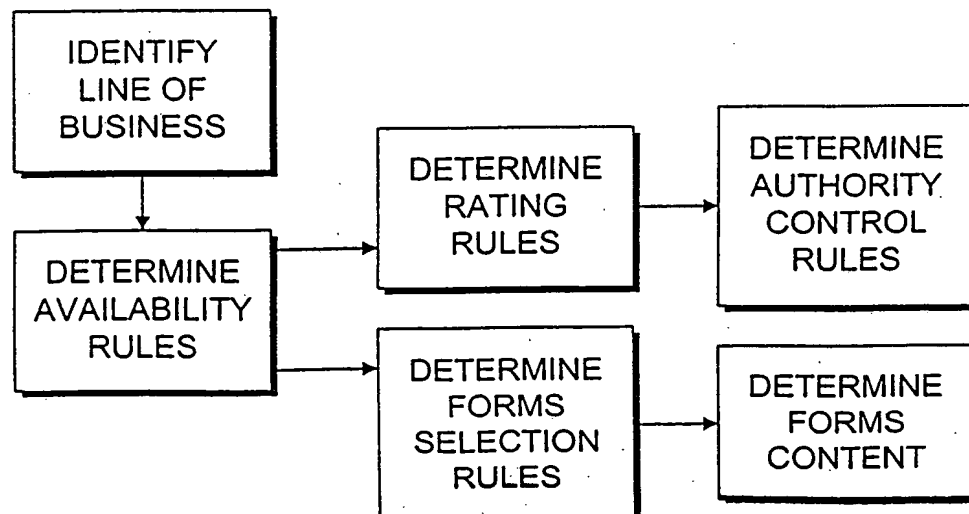 IDENTIFY
LINE OF
BUSINESS
DETERMINE
AVAILABILITY
RULES
DETERMINE
RATING
RULES
DETERMINE
AUTHORITY
CONTROL
RULES
DETERMINE
FORMS
SELECTION
RULES
DETERMINE
FORMS
CONTENT